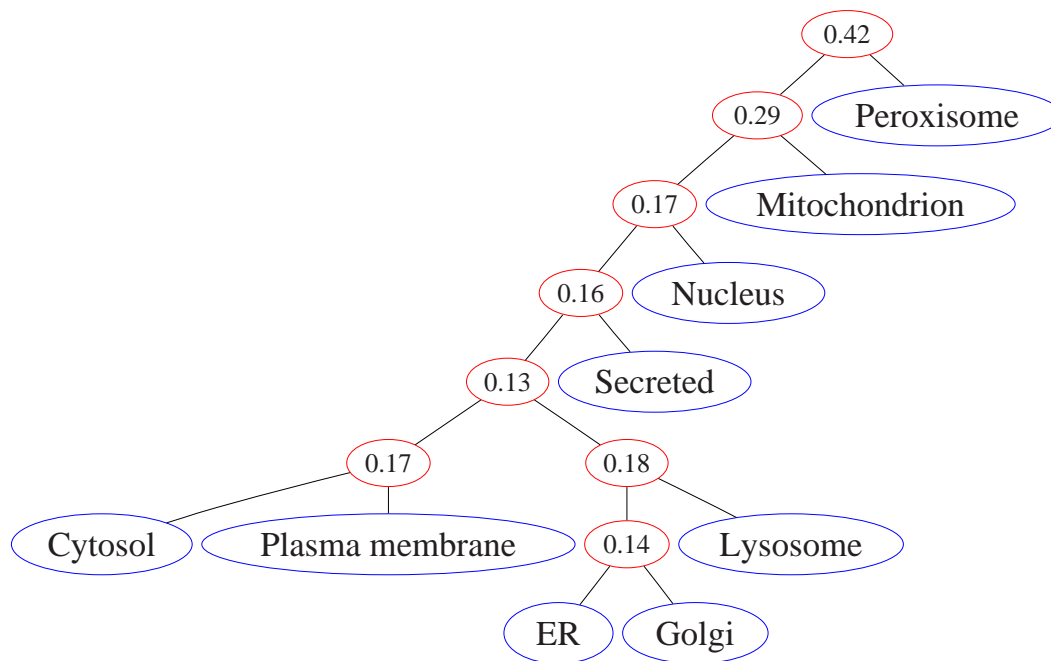 0.42
0.29
Peroxisome
0.17
Mitochondrion
0.16
Nucleus
0.13
Secreted
0.17
0.18
Cytosol
Plasma membrane
0.14
Lysosome
ER
Golgi